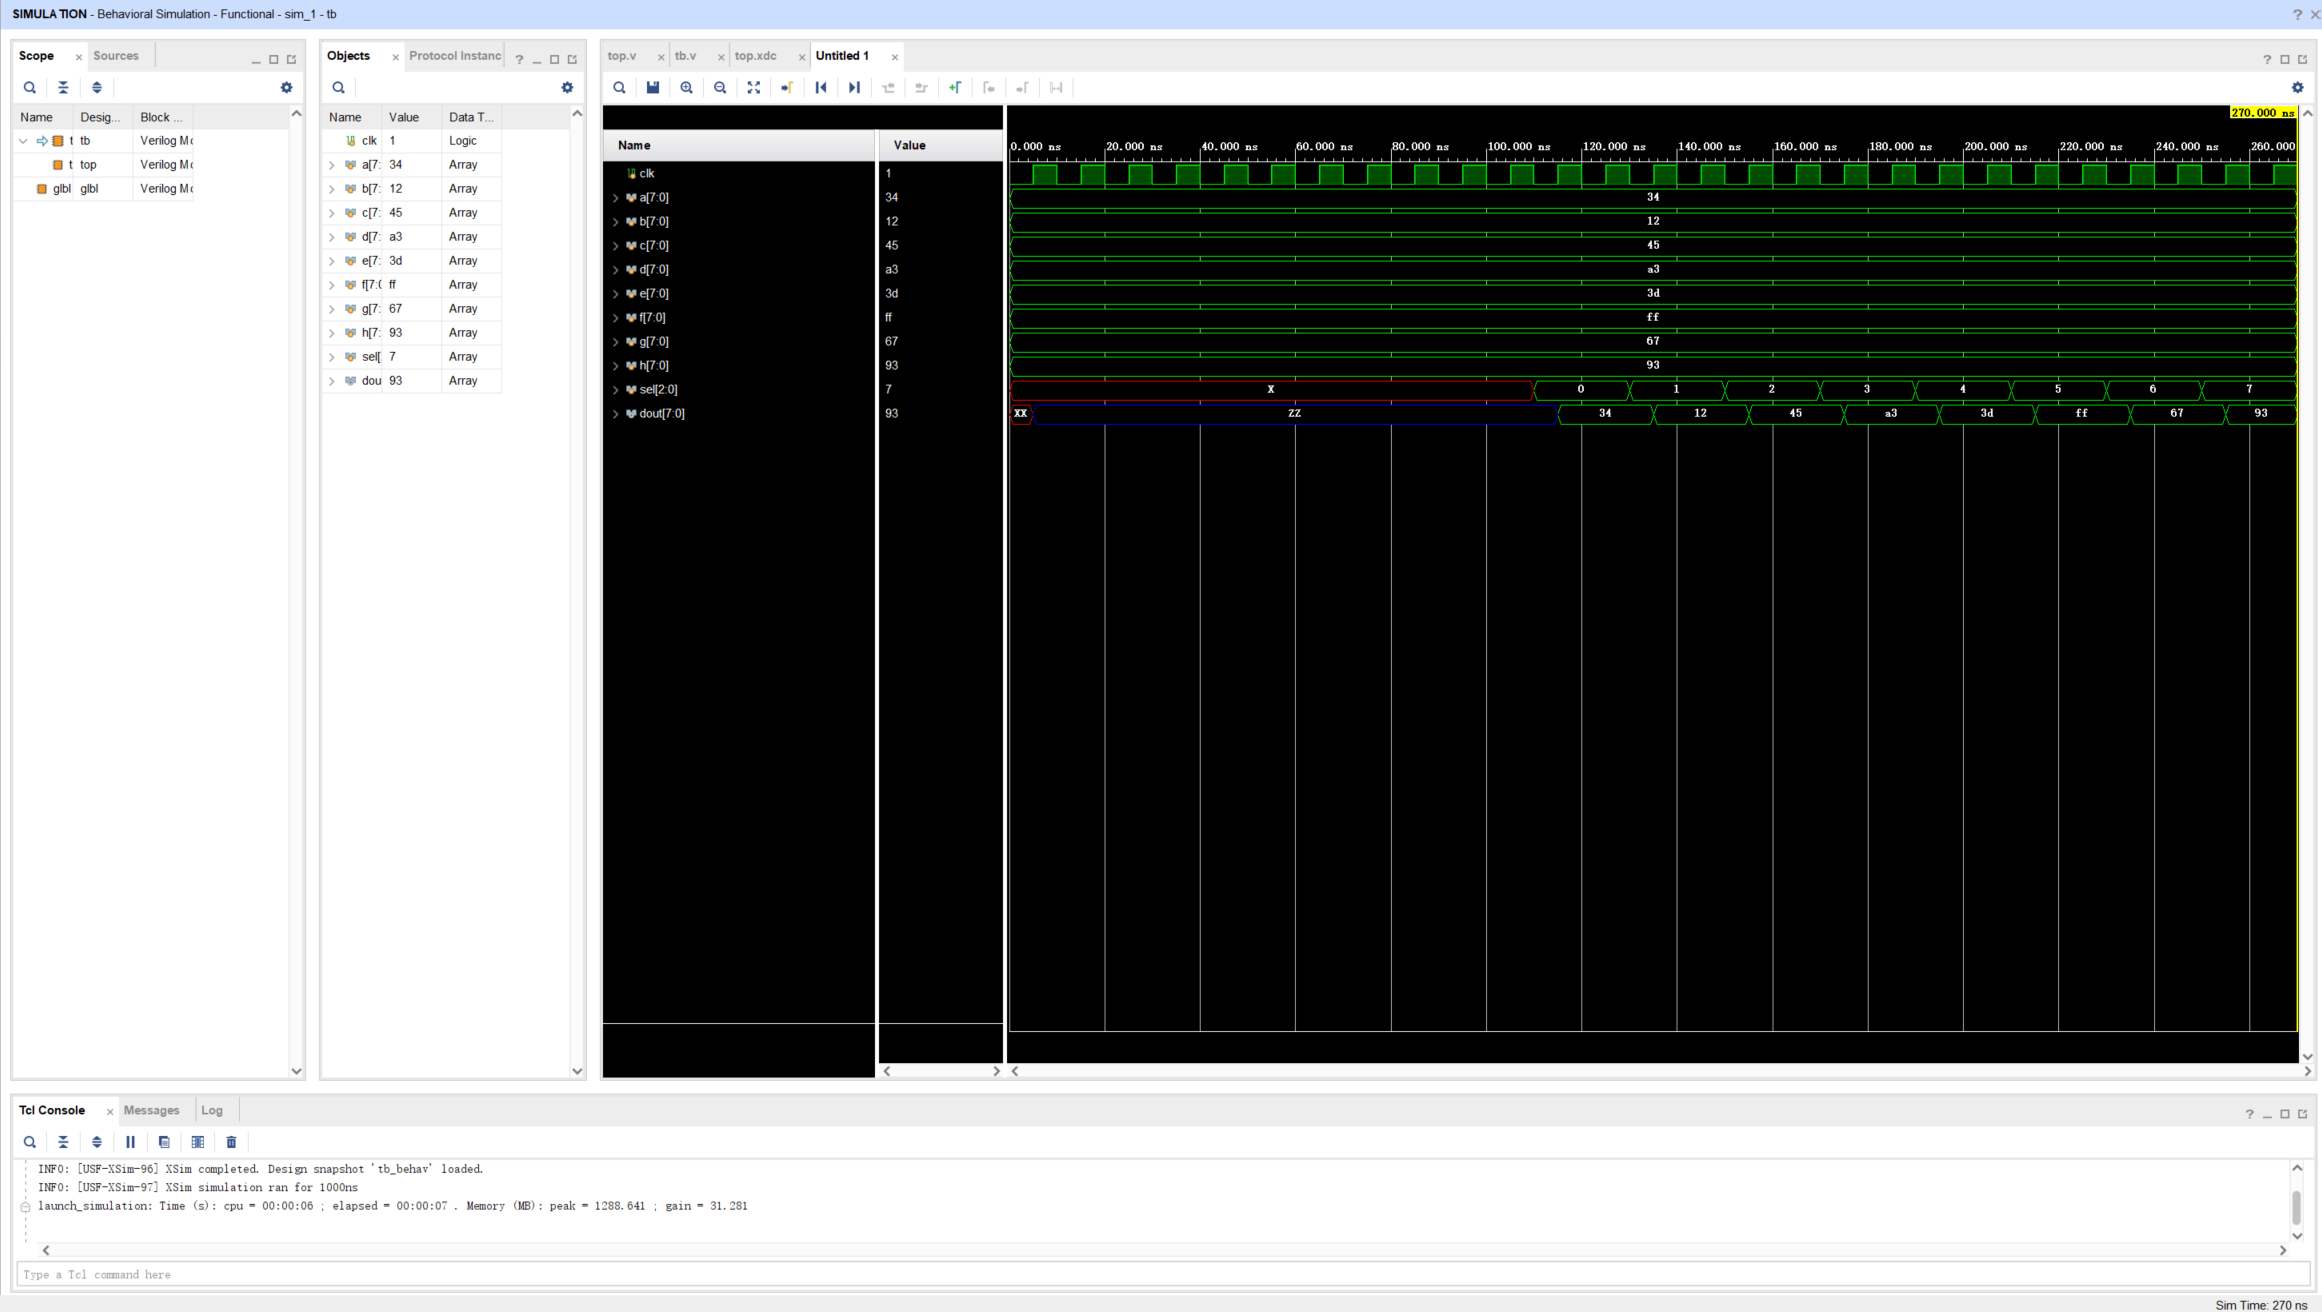 SIMULATION - Behavioral Simulation - Functional - sim_1 - tb
Scope Sources
Name Desig... Block ...
t tb Verilog Mo
t top Verilog Mo
glbl glbl Verilog Mo
Objects Protocol Instanc
Name Value Data T...
clk 1 Logic
a[7: 34 Array
b[7: 12 Array
c[7: 45 Array
d[7: a3 Array
e[7: 3d Array
f[7:0 ff Array
g[7: 67 Array
h[7: 93 Array
sel[ 7 Array
dou 93 Array
top.v tb.v top.xdc Untitled 1
270.000 ns
Name Value
0.000 ns 20.000 ns 40.000 ns 60.000 ns 80.000 ns 100.000 ns 120.000 ns 140.000 ns 160.000 ns 180.000 ns 200.000 ns 220.000 ns 240.000 ns 260.000
clk 1
a[7:0] 34 34
b[7:0] 12 12
c[7:0] 45 45
d[7:0] a3 a3
e[7:0] 3d 3d
f[7:0] ff ff
g[7:0] 67 67
h[7:0] 93 93
sel[2:0] 7 X 0 1 2 3 4 5 6 7
dout[7:0] 93 XX ZZ 34 12 45 a3 3d ff 67 93
Tcl Console Messages Log
INFO: [USF-XSim-96] XSim completed. Design snapshot 'tb_behav' loaded.
INFO: [USF-XSim-97] XSim simulation ran for 1000ns
launch_simulation: Time (s): cpu = 00:00:06 ; elapsed = 00:00:07 . Memory (MB): peak = 1288.641 ; gain = 31.281
Type a Tcl command here
Sim Time: 270 ns